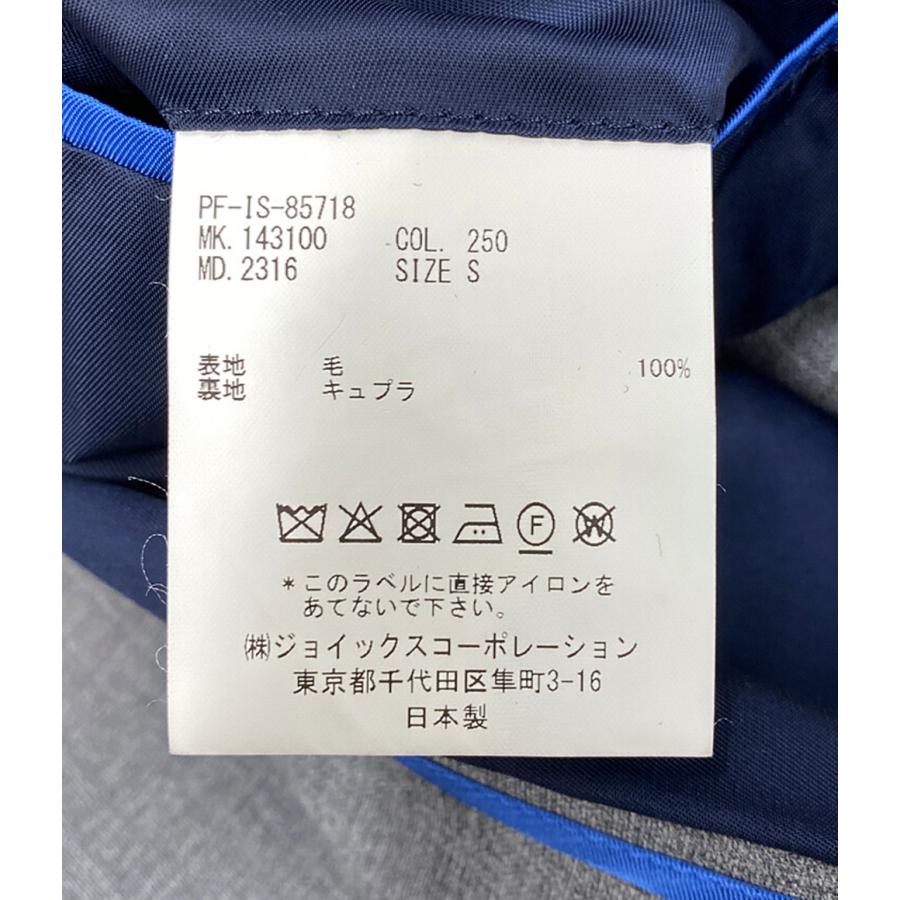 PF-IS-85718
MK. 143100 COL. 250
MD. 2316 SIZE S
表地 毛 100%
裏地 キュプラ
F
W
*このラベルに直接アイロンを
あてないで下さい。
㈱ジョイックスコーポレーション
東京都千代田区隼町3-16
日本製